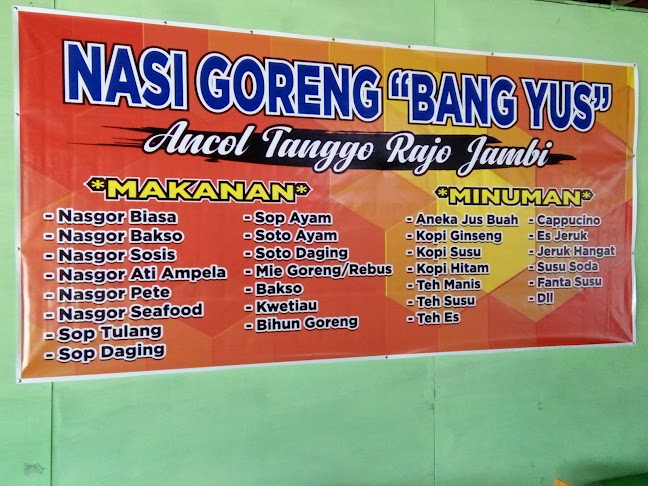 NASI GORENG "BANG YUS"
Ancol Tanggo Rajo Jambi
*MAKANAN*
- Nasgor Biasa
- Nasgor Bakso
- Nasgor Sosis
- Nasgor Ati Ampela
- Nasgor Pete
- Nasgor Seafood
- Sop Tulang
- Sop Daging
- Sop Ayam
- Soto Ayam
- Soto Daging
- Mie Goreng/Rebus
- Bakso
- Kwetiau
- Bihun Goreng
*MINUMAN*
- Aneka Jus Buah
- Kopi Ginseng
- Kopi Susu
- Kopi Hitam
- Teh Manis
- Teh Susu
- Teh Es
- Cappucino
- Es Jeruk
- Jeruk Hangat
- Susu Soda
- Fanta Susu
- Dll